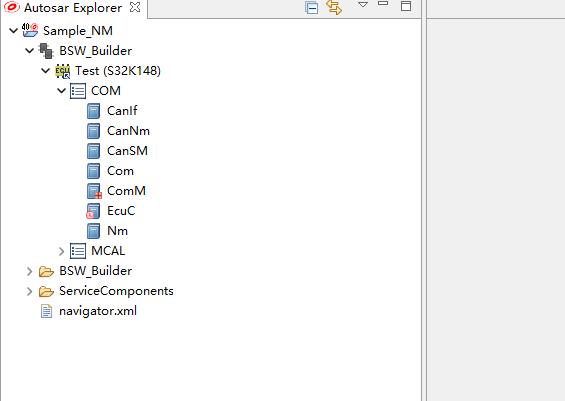 Autosar Explorer
Sample_NM
BSW_Builder
Test (S32K148)
COM
CanIf
CanNm
CanSM
Com
ComM
EcuC
Nm
MCAL
BSW_Builder
ServiceComponents
navigator.xml